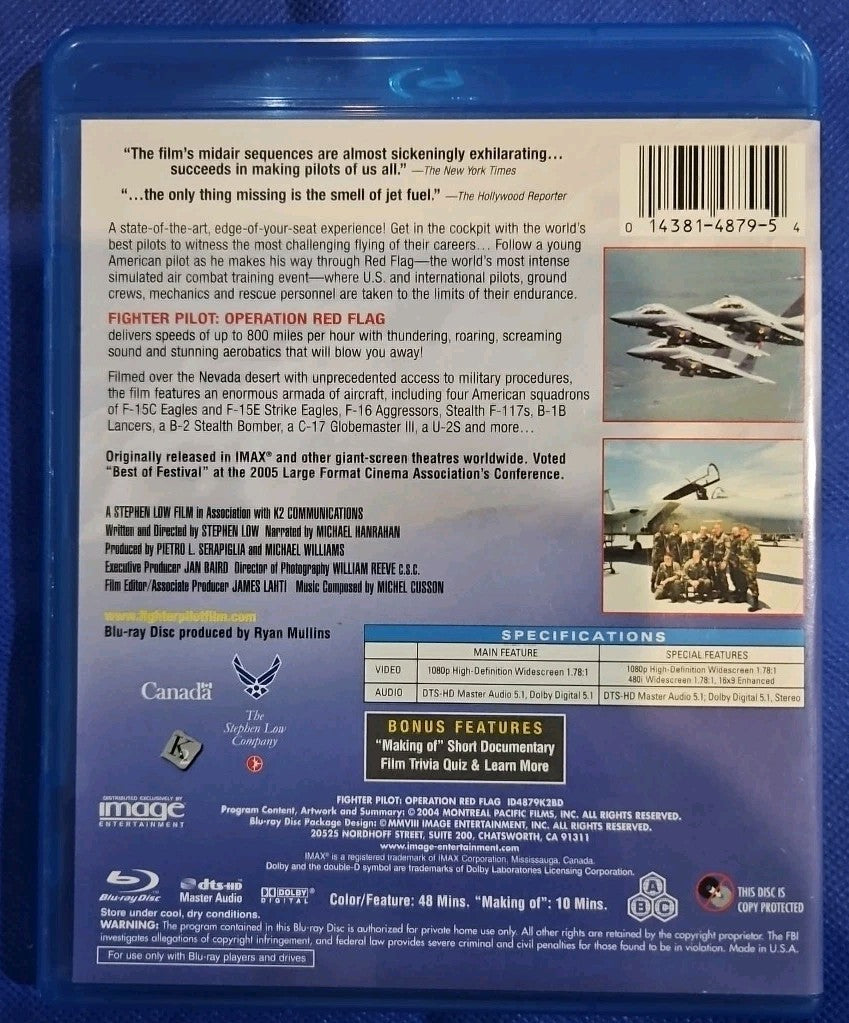 “The film’s midair sequences are almost sickeningly exhilarating…
succeeds in making pilots of us all.” —The New York Times
“…the only thing missing is the smell of jet fuel.” —The Hollywood Reporter
0 14381-4879-5 4
A state-of-the-art, edge-of-your-seat experience! Get in the cockpit with the world’s
best pilots to witness the most challenging flying of their careers… Follow a young
American pilot as he makes his way through Red Flag—the world’s most intense
simulated air combat training event—where U.S. and international pilots, ground
crews, mechanics and rescue personnel are taken to the limits of their endurance.
FIGHTER PILOT: OPERATION RED FLAG
delivers speeds of up to 800 miles per hour with thundering, roaring, screaming
sound and stunning aerobatics that will blow you away!
Filmed over the Nevada desert with unprecedented access to military procedures,
the film features an enormous armada of aircraft, including four American squadrons
of F-15C Eagles and F-15E Strike Eagles, F-16 Aggressors, Stealth F-117s, B-1B
Lancers, a B-2 Stealth Bomber, a C-17 Globemaster III, a U-2S and more…
Originally released in IMAX® and other giant-screen theatres worldwide. Voted
“Best of Festival” at the 2005 Large Format Cinema Association’s Conference.
A STEPHEN LOW FILM in Association with K2 COMMUNICATIONS
Written and Directed by STEPHEN LOW Narrated by MICHAEL HANRAHAN
Produced by PIETRO L. SERAPIGLIA and MICHAEL WILLIAMS
Executive Producer JAN BAIRD Director of Photography WILLIAM REEVE C.S.C.
Film Editor/Associate Producer JAMES LAHTI Music Composed by MICHEL CUSSON
www.fighterpilotfilm.com
Blu-ray Disc produced by Ryan Mullins
SPECIFICATIONS
MAIN FEATURE SPECIAL FEATURES
VIDEO 1080p High-Definition Widescreen 1.78:1 1080p High-Definition Widescreen 1.78:1
480i Widescreen 1.78:1, 16x9 Enhanced
AUDIO DTS-HD Master Audio 5.1, Dolby Digital 5.1 DTS-HD Master Audio 5.1, Dolby Digital 5.1, Stereo
Canada
The
Stephen Low
Company
K2
BONUS FEATURES
“Making of” Short Documentary
Film Trivia Quiz & Learn More
DISTRIBUTED EXCLUSIVELY BY
image
ENTERTAINMENT
FIGHTER PILOT: OPERATION RED FLAG ID4879K2BD
Program Content, Artwork and Summary: ©2004 MONTREAL PACIFIC FILMS, INC. ALL RIGHTS RESERVED.
Blu-ray Disc Package Design: ©MMVIII IMAGE ENTERTAINMENT, INC. ALL RIGHTS RESERVED.
20525 NORDHOFF STREET, SUITE 200, CHATSWORTH, CA 91311
www.image-entertainment.com
IMAX® is a registered trademark of IMAX Corporation, Mississauga, Canada.
Dolby and the double-D symbol are trademarks of Dolby Laboratories Licensing Corporation.
Blu-ray Disc
dts-HD
Master Audio
DOLBY®
DIGITAL
Color/Feature: 48 Mins. “Making of”: 10 Mins.
A
B C
THIS DISC IS
COPY PROTECTED
Store under cool, dry conditions.
WARNING: The program contained in this Blu-ray Disc is authorized for private home use only. All other rights are retained by the copyright proprietor. The FBI
investigates allegations of copyright infringement, and federal law provides severe criminal and civil penalties for those found to be in violation. Made in U.S.A.
For use only with Blu-ray players and drives